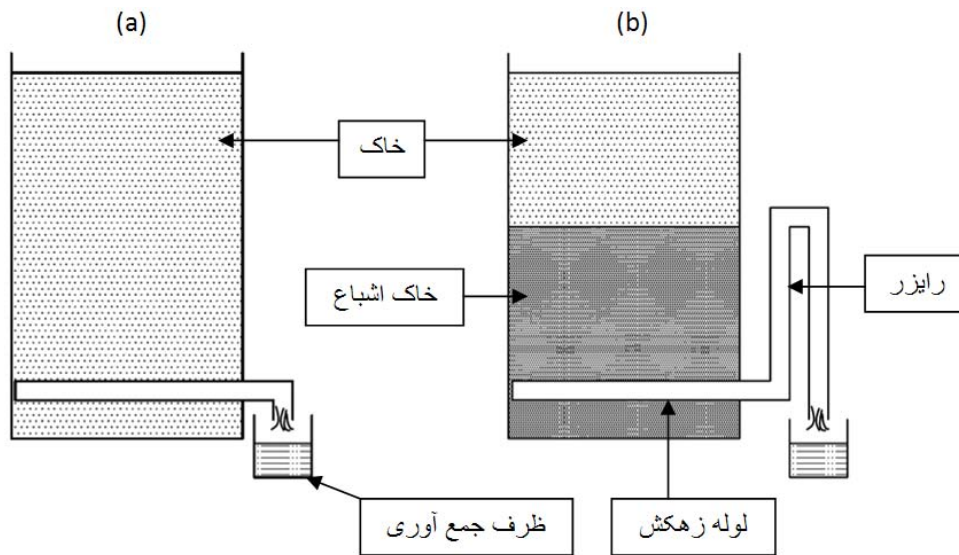 (a)
(b)
خاک
خاک اشباع
رایزر
ظرف جمع آوری
لوله زهکش